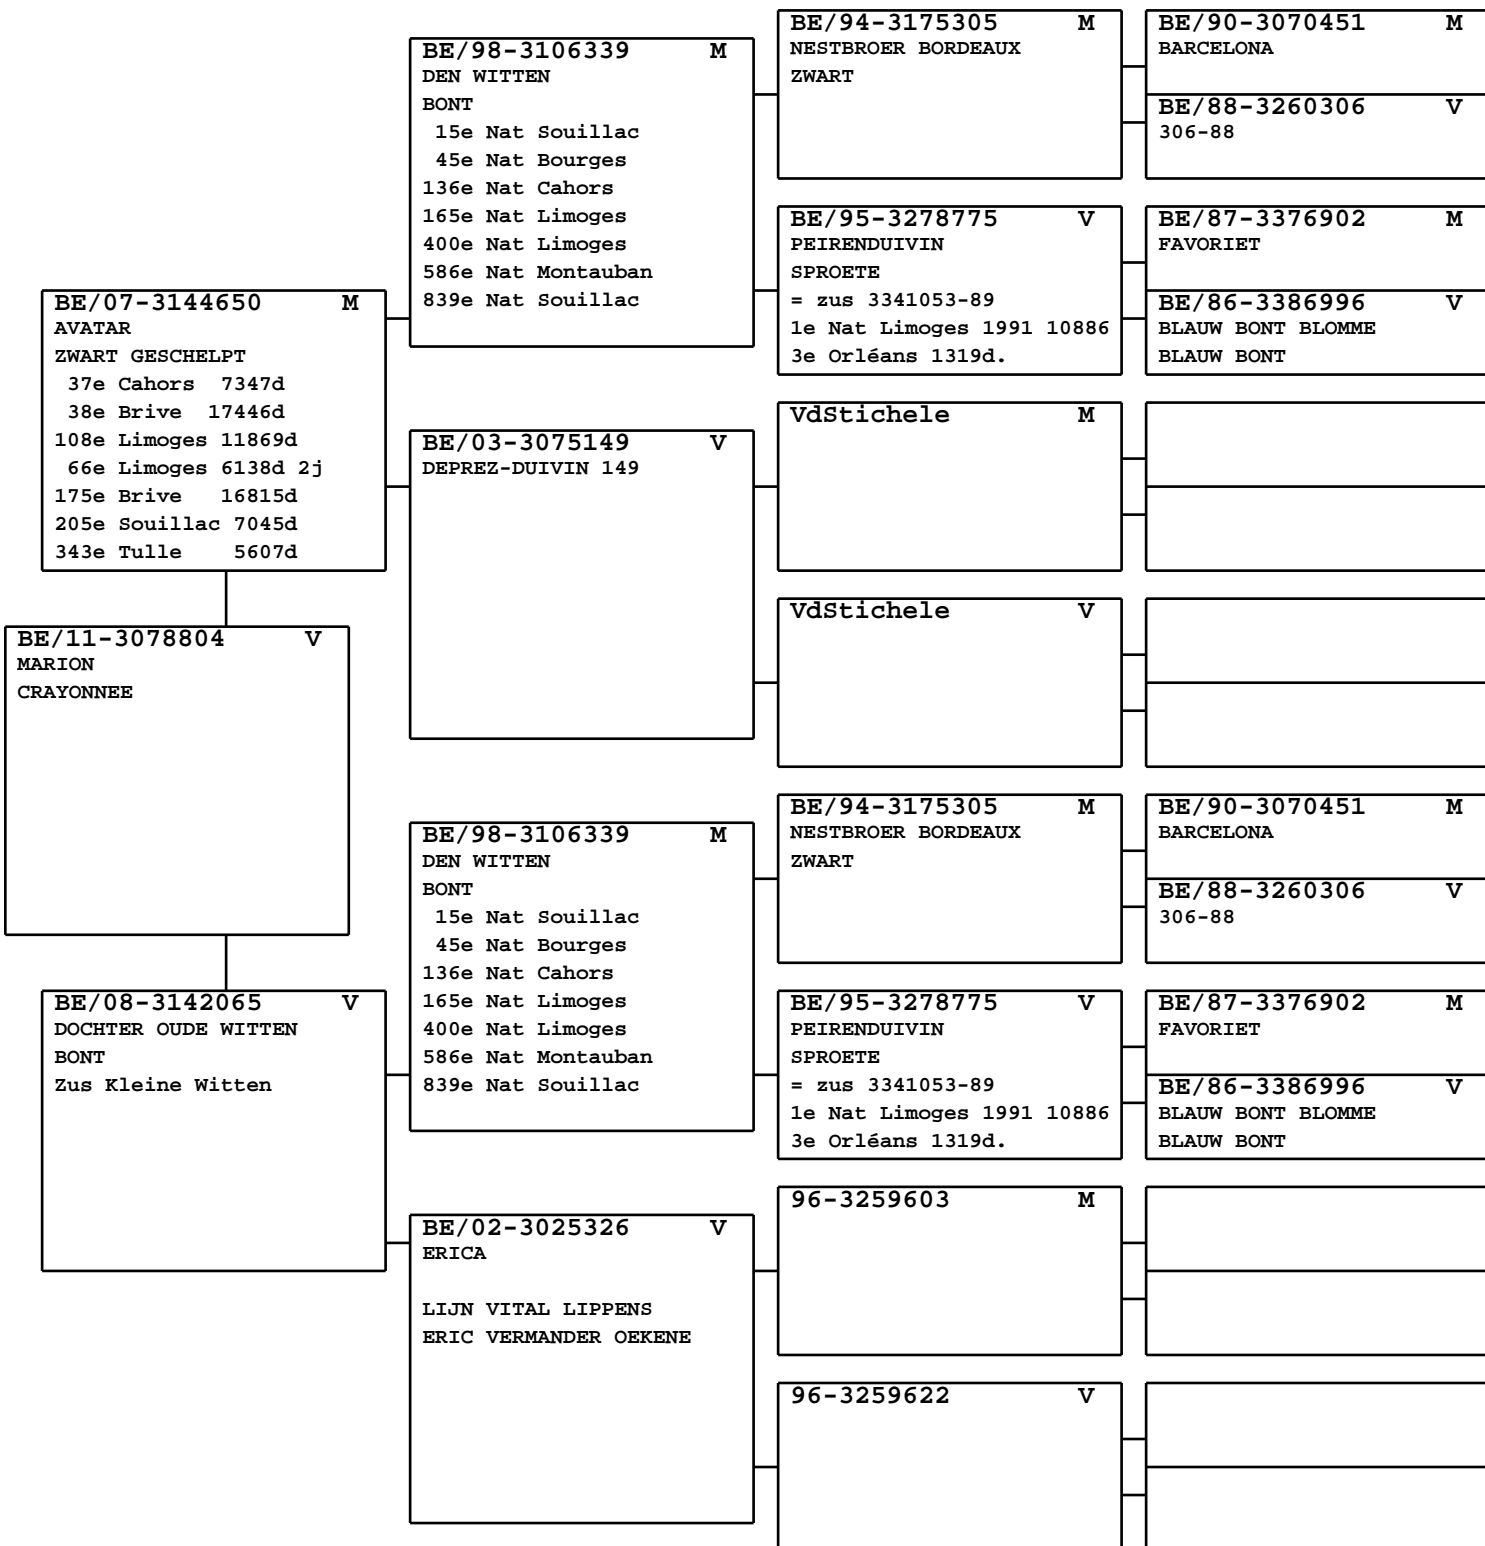 BE/07-3144650 M
AVATAR
ZWART GESCHELPT
37e Cahors 7347d
38e Brive 17446d
108e Limoges 11869d
66e Limoges 6138d 2j
175e Brive 16815d
205e Souillac 7045d
343e Tulle 5607d
BE/11-3078804 V
MARION
CRAYONNEE
BE/08-3142065 V
DOCHTER OUDE WITTEN
BONT
Zus Kleine Witten
BE/98-3106339 M
DEN WITTEN
BONT
15e Nat Souillac
45e Nat Bourges
136e Nat Cahors
165e Nat Limoges
400e Nat Limoges
586e Nat Montauban
839e Nat Souillac
BE/03-3075149 V
DEPREZ-DUIVIN 149
BE/98-3106339 M
DEN WITTEN
BONT
15e Nat Souillac
45e Nat Bourges
136e Nat Cahors
165e Nat Limoges
400e Nat Limoges
586e Nat Montauban
839e Nat Souillac
BE/02-3025326 V
ERICA
LIJN VITAL LIPPENS
ERIC VERMANDER OEKENE
BE/94-3175305 M
NESTBROER BORDEAUX
ZWART
BE/95-3278775 V
PEIRENDUIVIN
SPROETE
= zus 3341053-89
1e Nat Limoges 1991 10886
3e Orléans 1319d.
VdStichele M
VdStichele V
BE/94-3175305 M
NESTBROER BORDEAUX
ZWART
BE/95-3278775 V
PEIRENDUIVIN
SPROETE
= zus 3341053-89
1e Nat Limoges 1991 10886
3e Orléans 1319d.
96-3259603 M
96-3259622 V
BE/90-3070451 M
BARCELONA
BE/88-3260306 V
306-88
BE/87-3376902 M
FAVORIET
BE/86-3386996 V
BLAUW BONT BLOMME
BLAUW BONT
BE/90-3070451 M
BARCELONA
BE/88-3260306 V
306-88
BE/87-3376902 M
FAVORIET
BE/86-3386996 V
BLAUW BONT BLOMME
BLAUW BONT